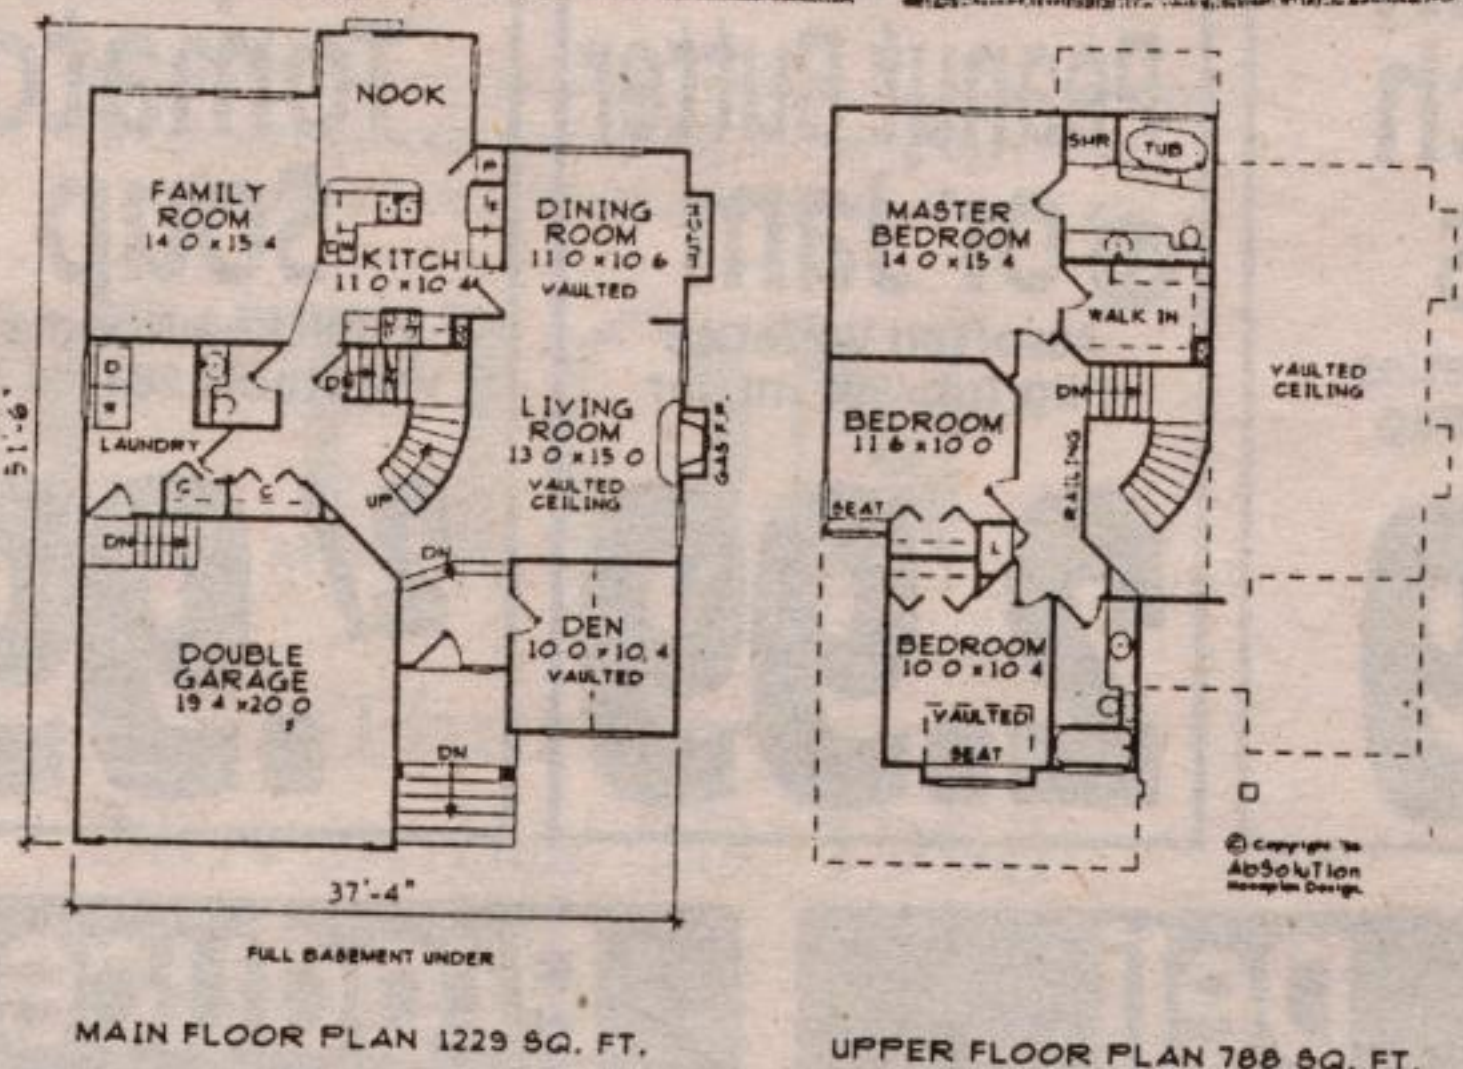 NOOK
FAMILY
ROOM
14 0 x 15 4
DINING
ROOM
11 0 x 10 6
VAULTED
HUTCH
P
KITCH
11 0 x 10 4
D
W
LAUNDRY
DN
LIVING
ROOM
13 0 x 15 0
VAULTED
CEILING
GAS F.P.
C
C
UP
DN
DN
DOUBLE
GARAGE
19 4 x 20 0
DEN
10 0 x 10 4
VAULTED
DN
51'-6"
37'-4"
FULL BASEMENT UNDER
MAIN FLOOR PLAN 1229 SQ. FT.
SHR
TUB
MASTER
BEDROOM
14 0 x 15 4
WALK IN
VAULTED
CEILING
DN
BEDROOM
11 6 x 10 0
RAILING
SEAT
L
BEDROOM
10 0 x 10 4
VAULTED
SEAT
© Copyright
AbSoluTion
Homeplan Design
UPPER FLOOR PLAN 788 SQ. FT.